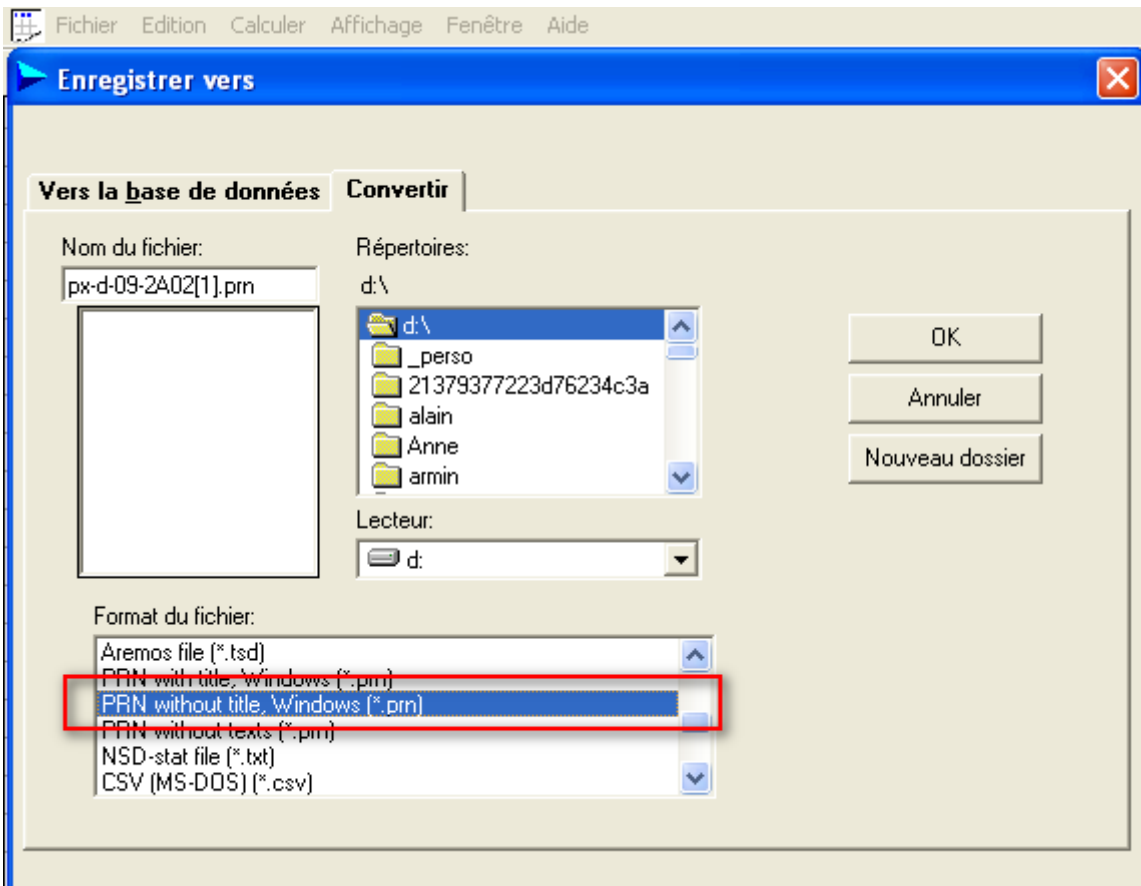 Fichier Edition Calculer Affichage Fenêtre Aide
Enregistrer vers
Vers la base de données Convertir
Nom du fichier: Répertoires:
px-d-09-2A02[1].prn d:\
d:\
_perso
21379377223d76234c3a
alain
Anne
armin
OK
Annuler
Nouveau dossier
Lecteur:
d:
Format du fichier:
Aremos file (*.tsd)
PRN with title, Windows (*.prn)
PRN without title, Windows (*.prn)
PRN without texts (*.prn)
NSD-stat file (*.txt)
CSV (MS-DOS) (*.csv)